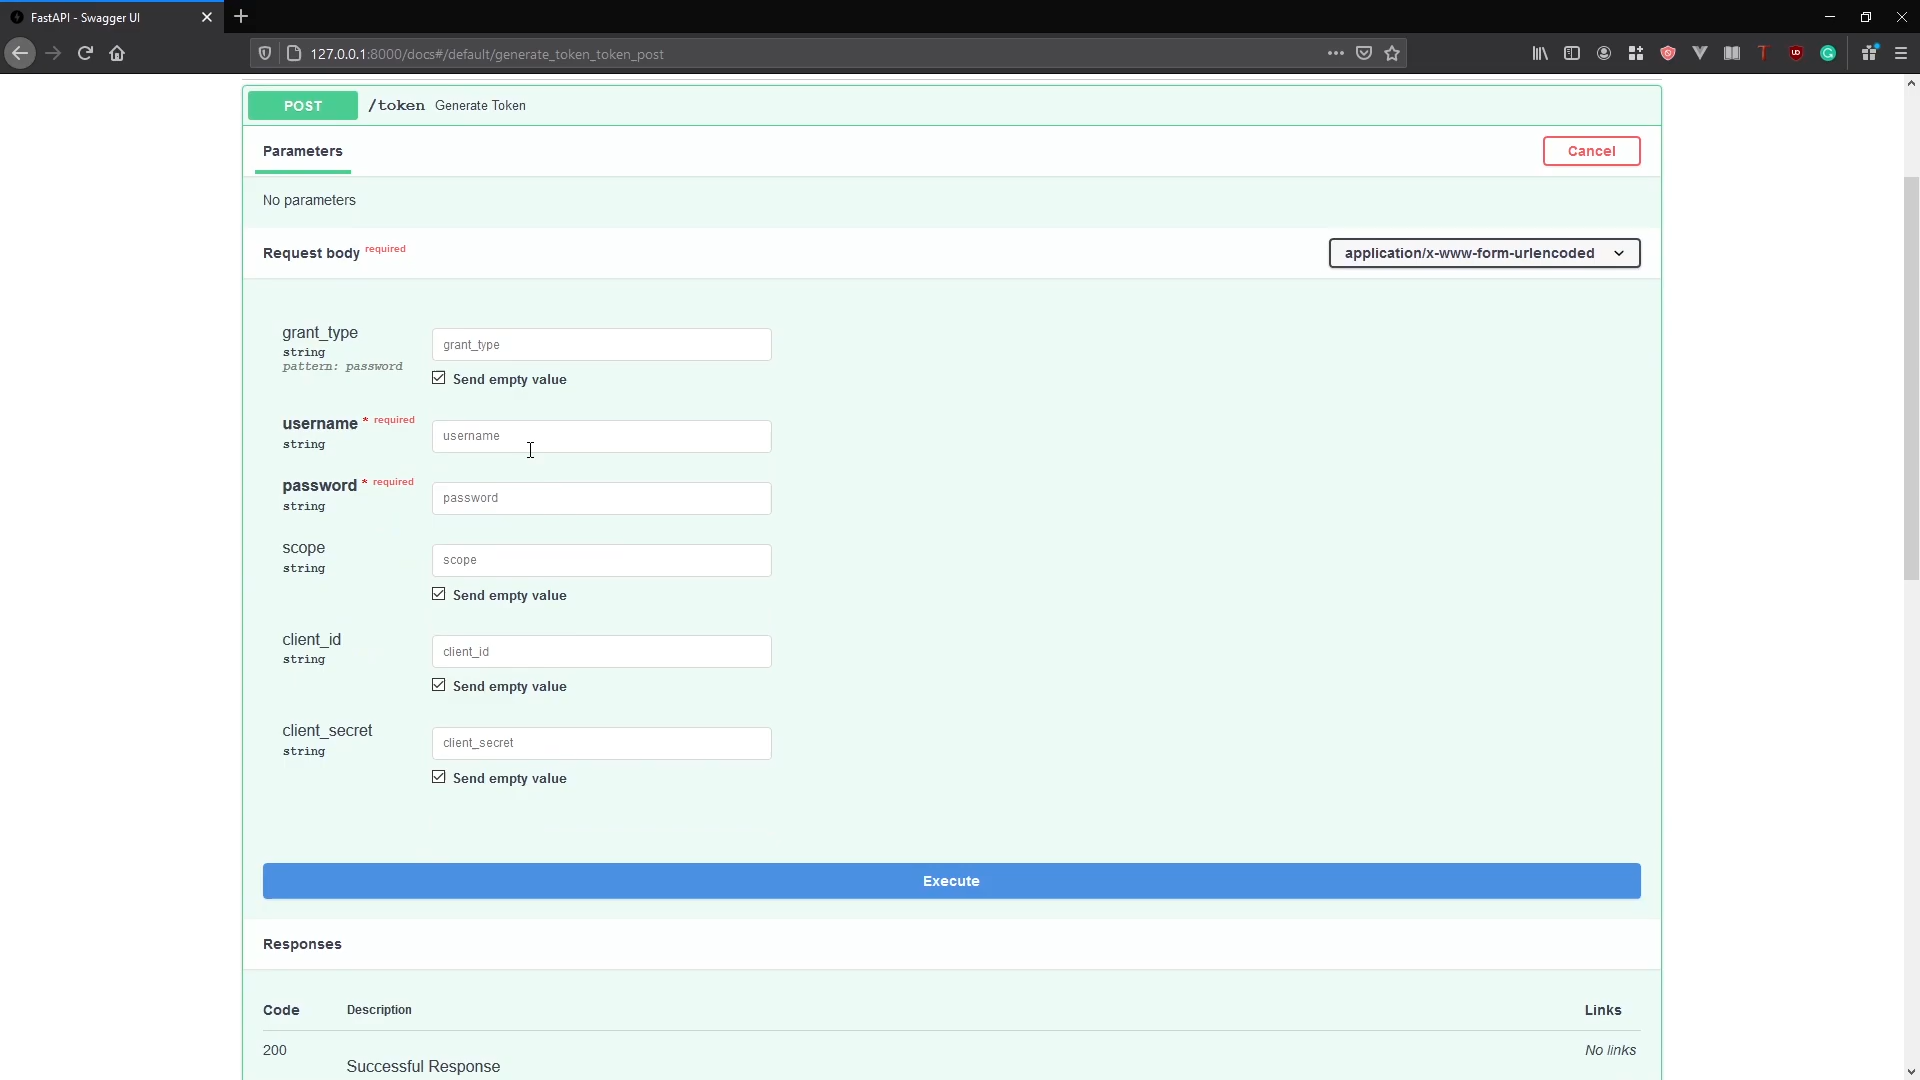 FastAPI - Swagger UI
127.0.0.1:8000/docs#/default/generate_token_token_post
POST /token Generate Token
Parameters Cancel
No parameters
Request body required application/x-www-form-urlencoded
grant_type
string
pattern: password
grant_type
Send empty value
username * required
string
username
password * required
string
password
scope
string
scope
Send empty value
client_id
string
client_id
Send empty value
client_secret
string
client_secret
Send empty value
Execute
Responses
Code Description Links
200 No links
Successful Response